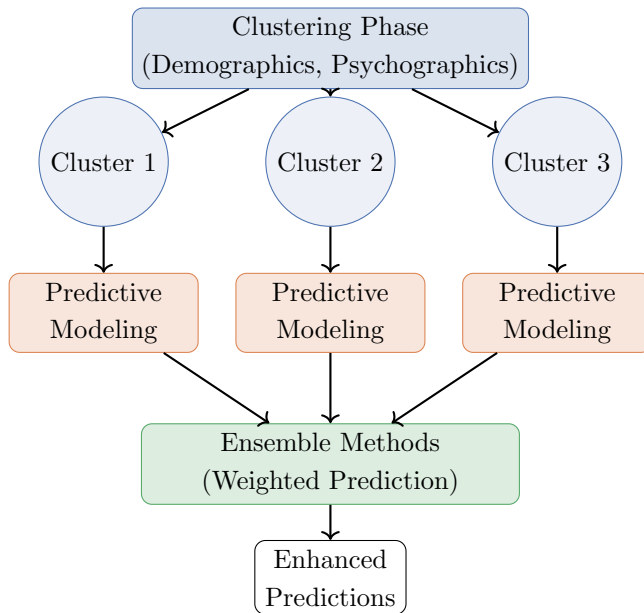 Clustering Phase
(Demographics, Psychographics)
Cluster 1
Cluster 2
Cluster 3
Predictive
Modeling
Predictive
Modeling
Predictive
Modeling
Ensemble Methods
(Weighted Prediction)
Enhanced
Predictions